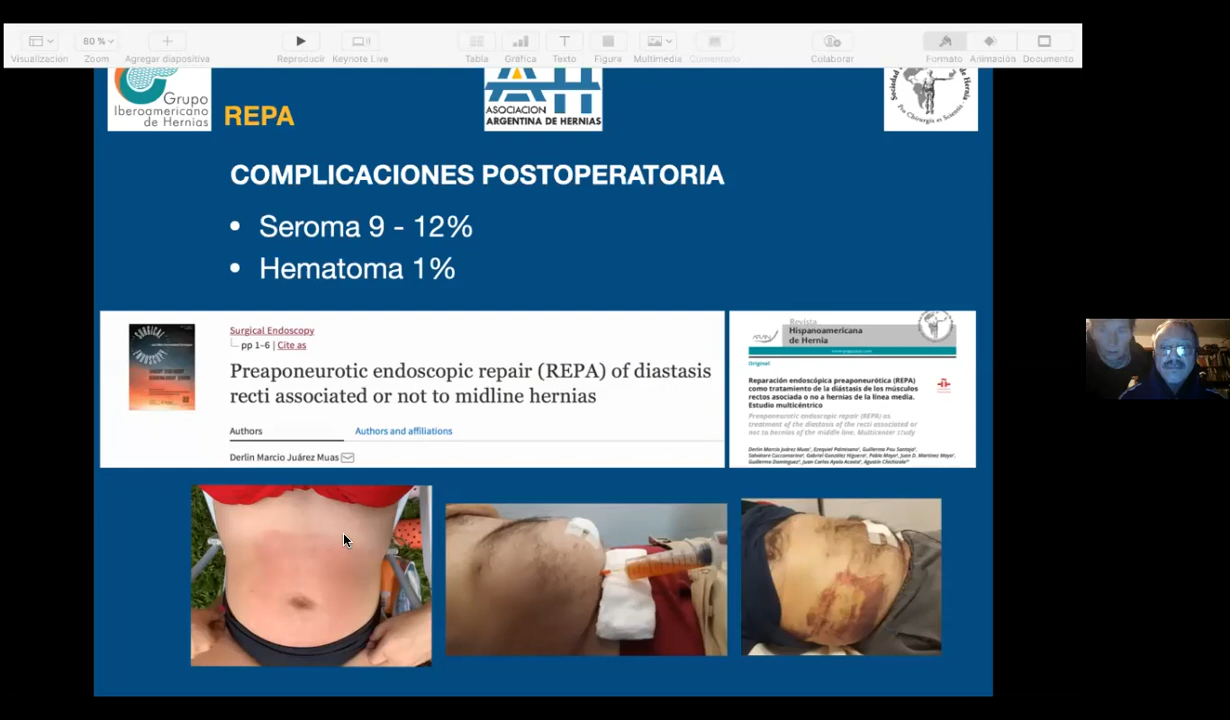 80 %
Visualización
Zoom
Agregar diapositiva
Reproducir
Keynote Live
Tabla
Gráfica
Texto
Figura
Multimedia
Comentario
Colaborar
Formato
Animación
Documento
Grupo
Iberoamericano
de Hernias
REPA
ASOCIACION
ARGENTINA DE HERNIAS
COMPLICACIONES POSTOPERATORIA
• Seroma 9 - 12%
• Hematoma 1%
SURGICAL
ENDOSCOPY
Surgical Endoscopy
pp 1–6 | Cite as
Preaponeurotic endoscopic repair (REPA) of diastasis
recti associated or not to midline hernias
Authors
Authors and affiliations
Derlin Marcio Juárez Muas
Revista
Hispanoamericana
de Hernia
Original
Reparación endoscópica preaponeurótica (REPA)
como tratamiento de la diástasis de los músculos
rectos asociada o no a hernias de la línea media.
Estudio multicéntrico
Preaponeurotic endoscopic repair (REPA) as
treatment of the diastasis of the recti associated or
not to hernias of the midline. Multicenter study